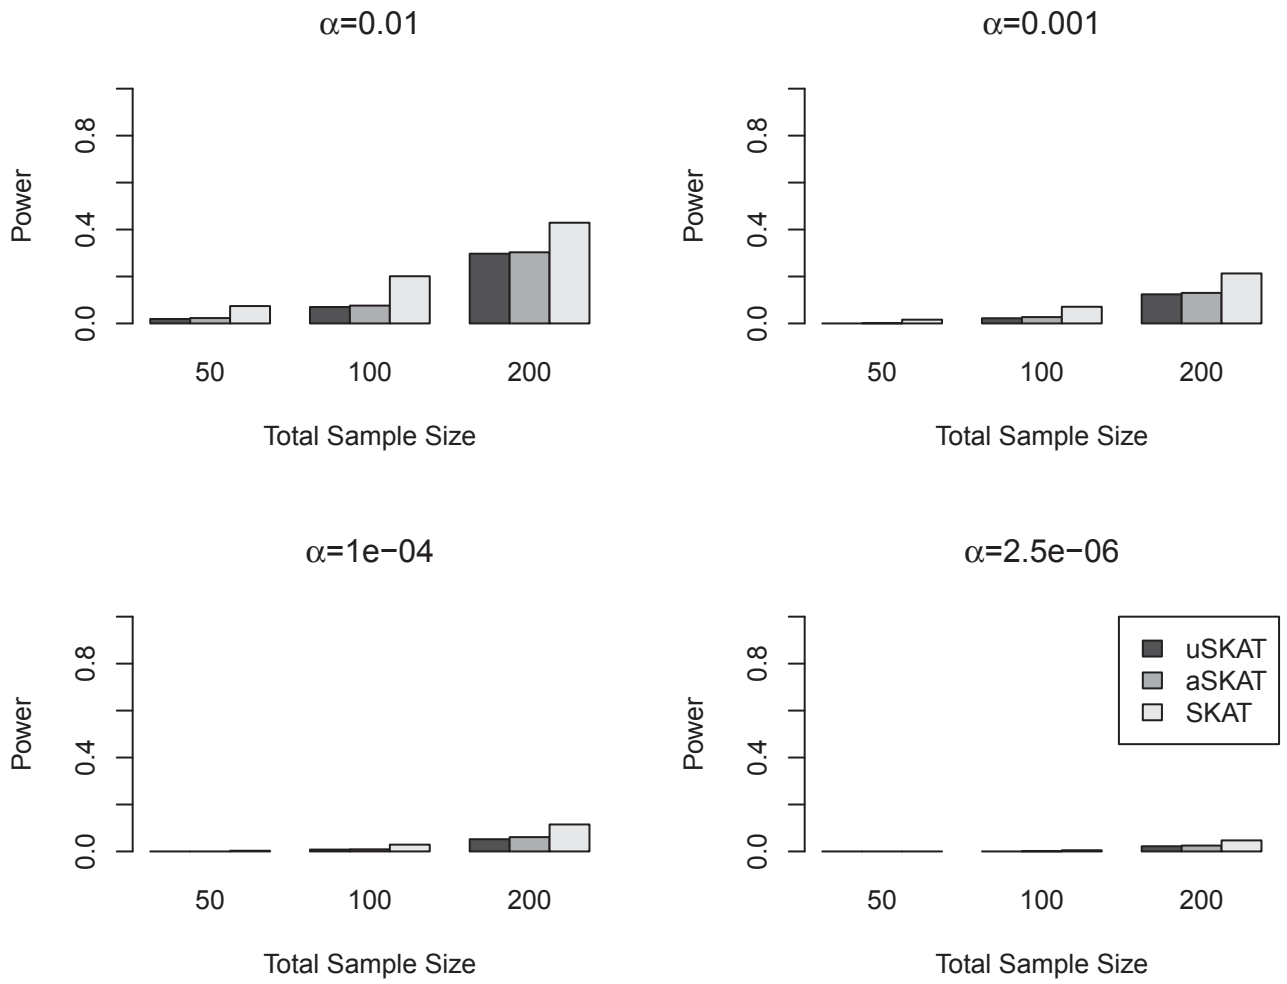 α=0.01
Power
0.8
0.4
0.0
50 100 200
Total Sample Size
α=0.001
Power
0.8
0.4
0.0
50 100 200
Total Sample Size
α=1e−04
Power
0.8
0.4
0.0
50 100 200
Total Sample Size
α=2.5e−06
Power
0.8
0.4
0.0
50 100 200
Total Sample Size
uSKAT
aSKAT
SKAT